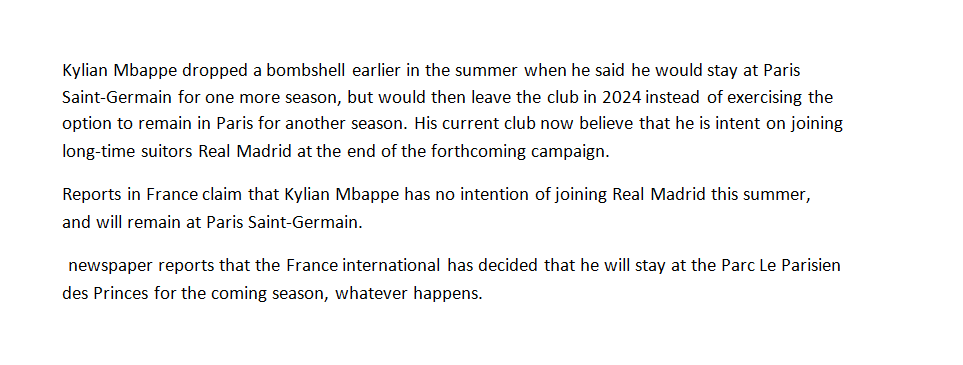 Kylian Mbappe dropped a bombshell earlier in the summer when he said he would stay at Paris
Saint-Germain for one more season, but would then leave the club in 2024 instead of exercising the
option to remain in Paris for another season. His current club now believe that he is intent on joining
long-time suitors Real Madrid at the end of the forthcoming campaign.
Reports in France claim that Kylian Mbappe has no intention of joining Real Madrid this summer,
and will remain at Paris Saint-Germain.
newspaper reports that the France international has decided that he will stay at the Parc Le Parisien
des Princes for the coming season, whatever happens.